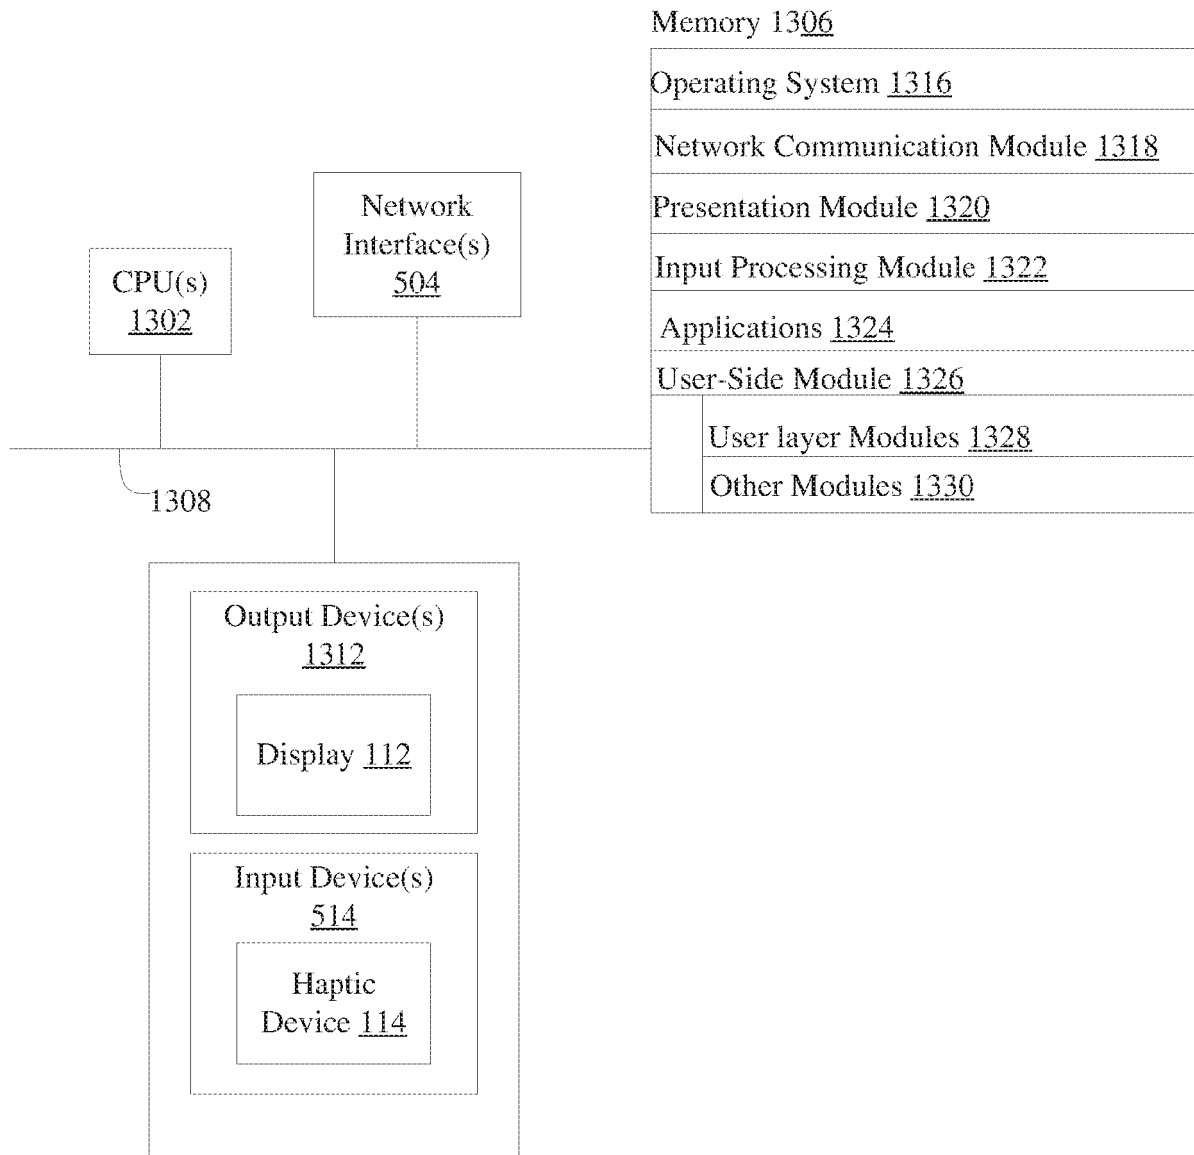 Memory 1306
Operating System 1316
Network Communication Module 1318
Presentation Module 1320
Input Processing Module 1322
Applications 1324
User-Side Module 1326
User layer Modules 1328
Other Modules 1330
Network
Interface(s)
504
CPU(s)
1302
1308
Output Device(s)
1312
Display 112
Input Device(s)
514
Haptic
Device 114